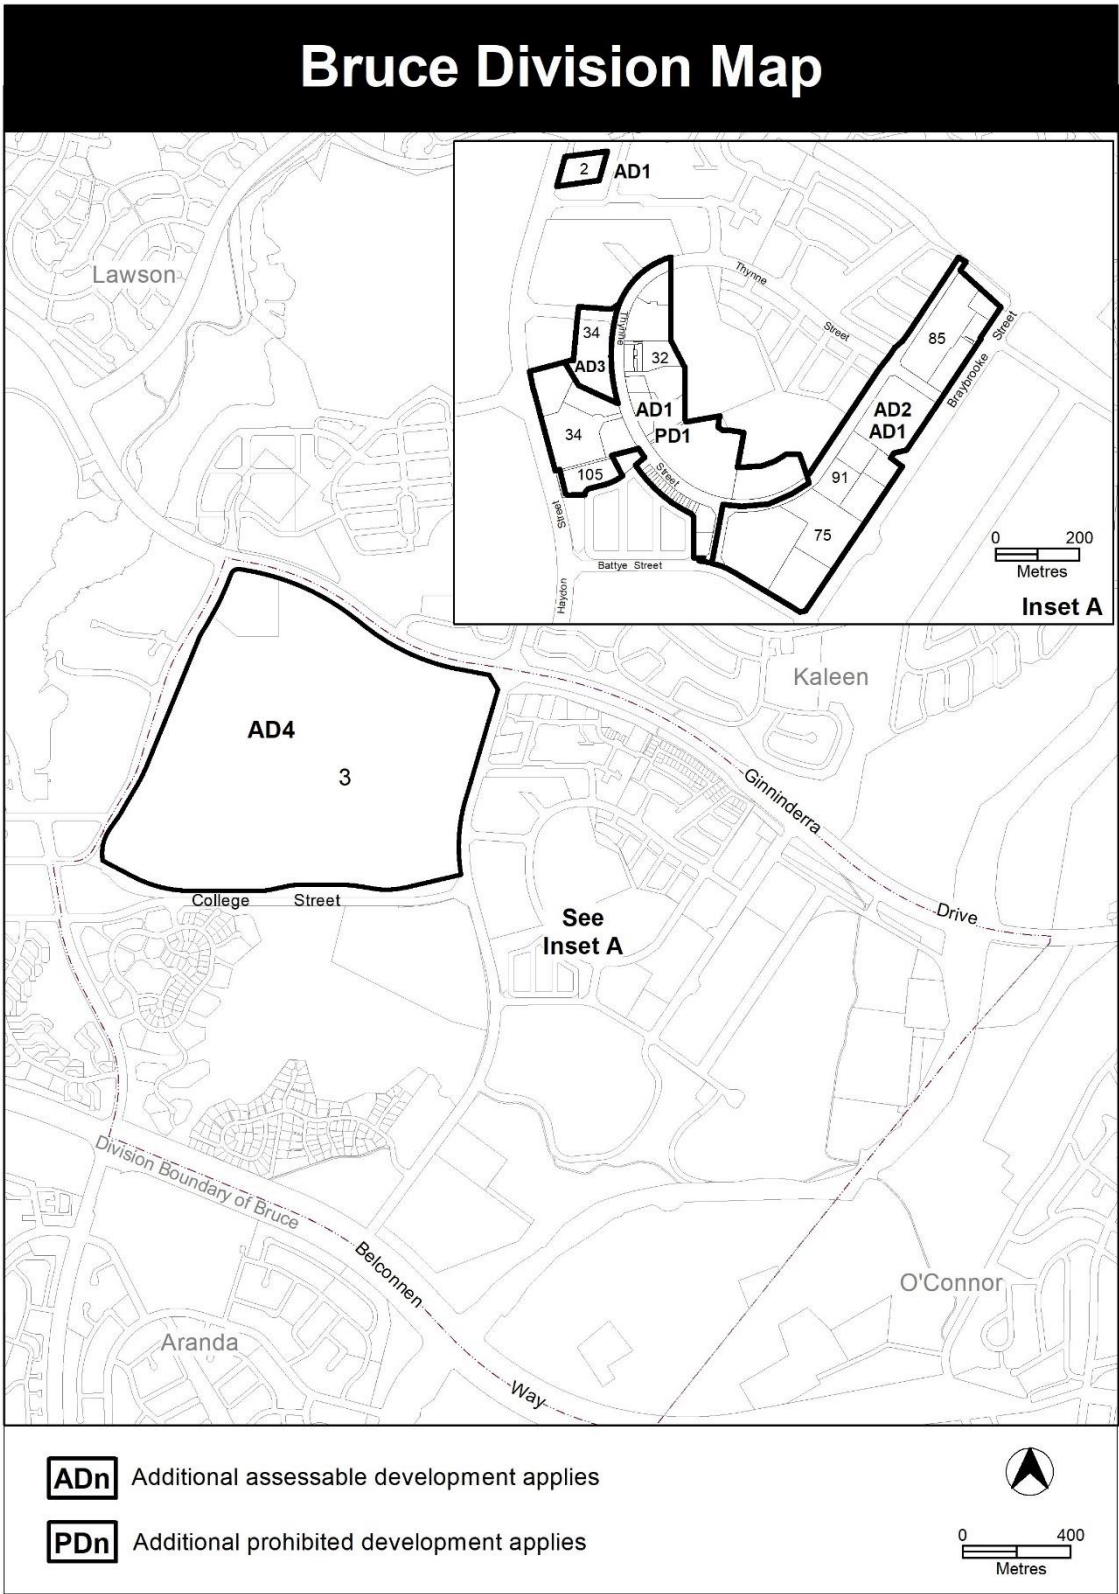 Bruce Division Map
2
AD1
Lawson
Thynne
Street
34
AD3
Thynne
32
85
Braybrooke
Street
AD1
PD1
AD2
AD1
34
105
Street
91
75
Street
Haydon
Battye Street
0 200
Metres
Inset A
Kaleen
AD4
3
Ginninderra
Drive
College Street
See
Inset A
Division Boundary of Bruce
Belconnen
Way
O'Connor
Aranda
ADn Additional assessable development applies
PDn Additional prohibited development applies
0 400
Metres